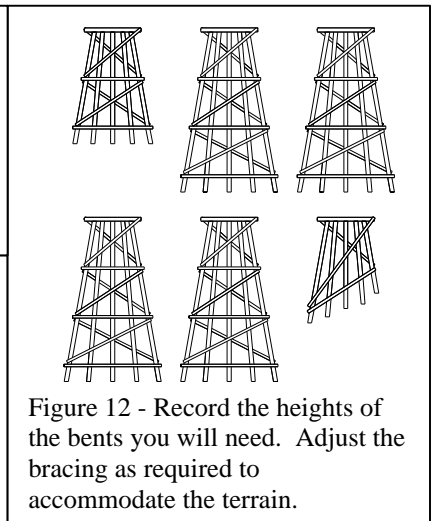 Figure 12 - Record the heights of
the bents you will need.  Adjust the
bracing as required to
accommodate the terrain.